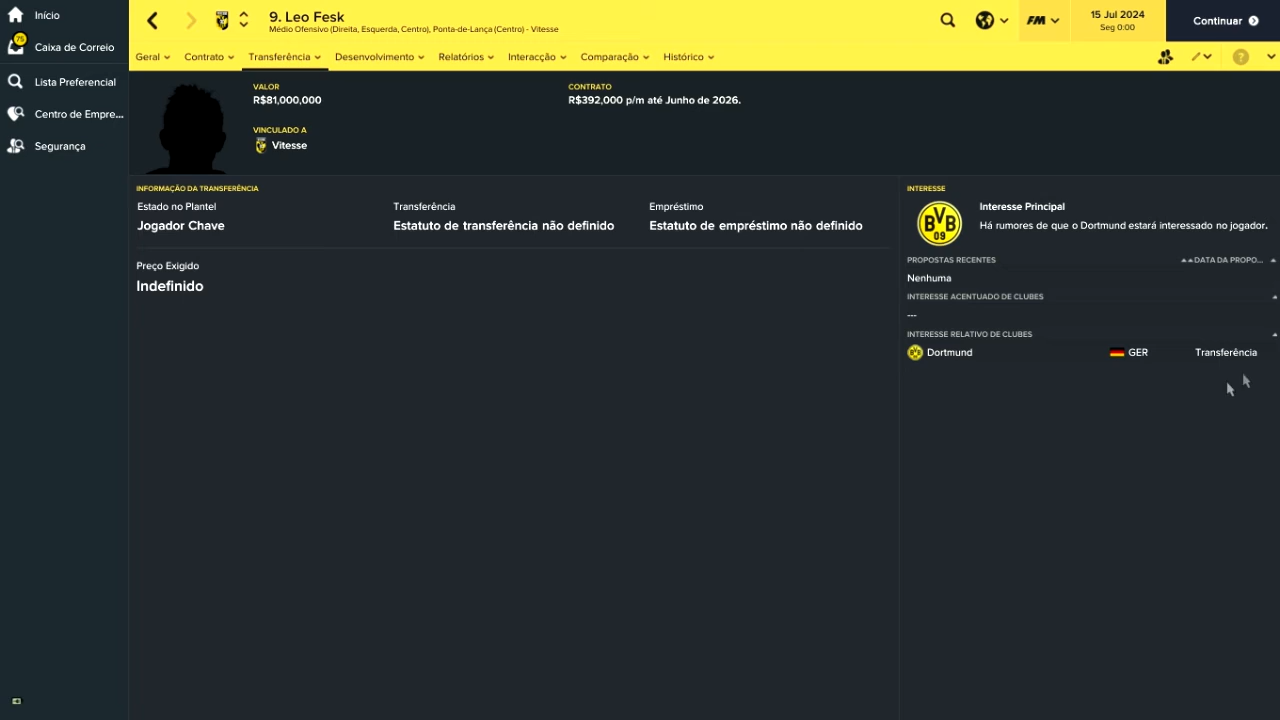 Início
75
Caixa de Correio
Lista Preferencial
Centro de Empre...
Segurança
9. Leo Fesk
Médio Ofensivo (Direita, Esquerda, Centro), Ponta-de-Lança (Centro) - Vitesse
FM
15 Jul 2024
Seg 0:00
Continuar
Geral
Contrato
Transferência
Desenvolvimento
Relatórios
Interacção
Comparação
Histórico
?
VALOR
R$81,000,000
CONTRATO
R$392,000 p/m até Junho de 2026.
VINCULADO A
Vitesse
INFORMAÇÃO DA TRANSFERÊNCIA
Estado no Plantel
Jogador Chave
Transferência
Estatuto de transferência não definido
Empréstimo
Estatuto de empréstimo não definido
Preço Exigido
Indefinido
INTERESSE
BVB
09
Interesse Principal
Há rumores de que o Dortmund estará interessado no jogador.
PROPOSTAS RECENTES
DATA DA PROPO...
Nenhuma
INTERESSE ACENTUADO DE CLUBES
---
INTERESSE RELATIVO DE CLUBES
Dortmund
GER
Transferência